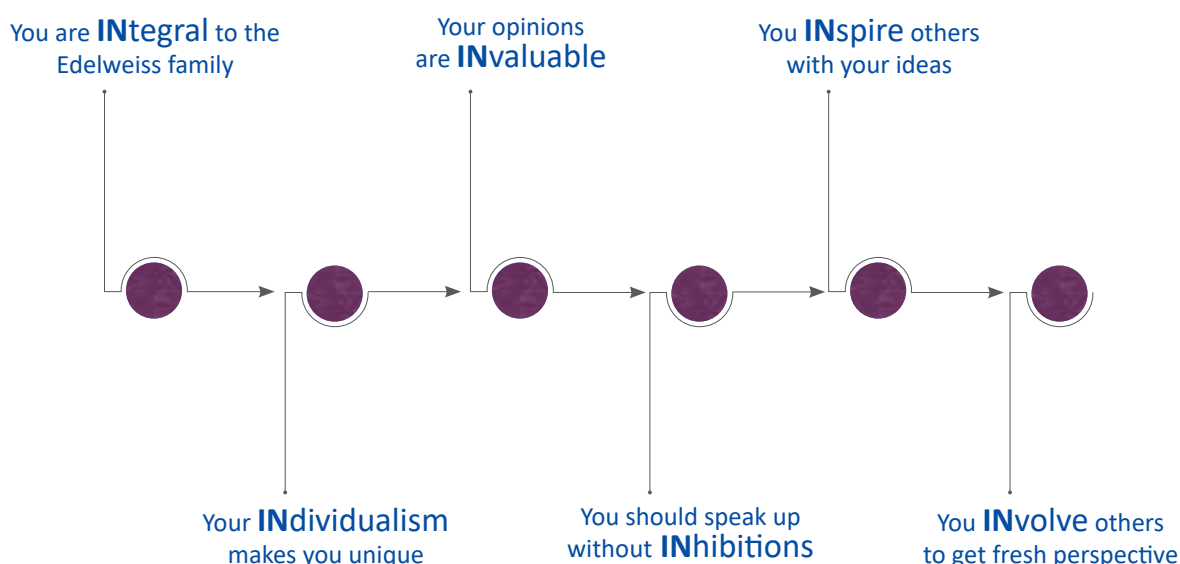 You are INtegral to the
Edelweiss family
Your INdividualism
makes you unique
Your opinions
are INvaluable
You should speak up
without INhibitions
You INspire others
with your ideas
You INvolve others
to get fresh perspective